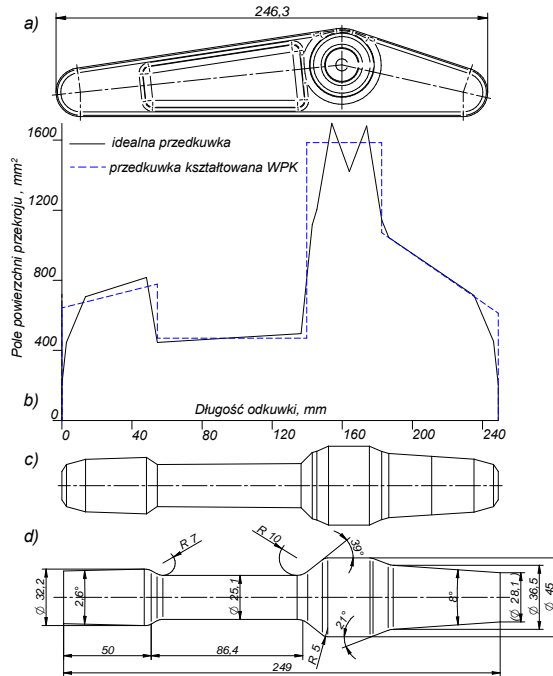 246,3
a)
1600
idealna przedkuwka
przedkuwka kształtowana WPK
1200
Pole powierzchni przekroju , mm²
800
400
0
b)
Długość odkuwki, mm
0 40 80 120 160 200 240
c)
d)
R 7
R 10
39°
Ø 32,2
2,6°
Ø 25,1
8°
(Ø 28,1)
Ø 36,5
Ø 45
21°
R 5
50
86,4
249